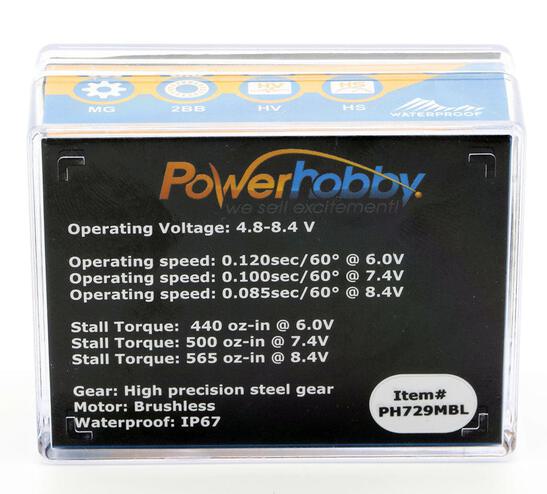 MG 2BB HV HS WATERPROOF
Powerhobby.
we sell excitement!
Operating Voltage: 4.8-8.4 V
Operating speed: 0.120sec/60° @ 6.0V
Operating speed: 0.100sec/60° @ 7.4V
Operating speed: 0.085sec/60° @ 8.4V
Stall Torque: 440 oz-in @ 6.0V
Stall Torque: 500 oz-in @ 7.4V
Stall Torque: 565 oz-in @ 8.4V
Gear: High precision steel gear
Motor: Brushless
Waterproof: IP67
Item#
PH729MBL